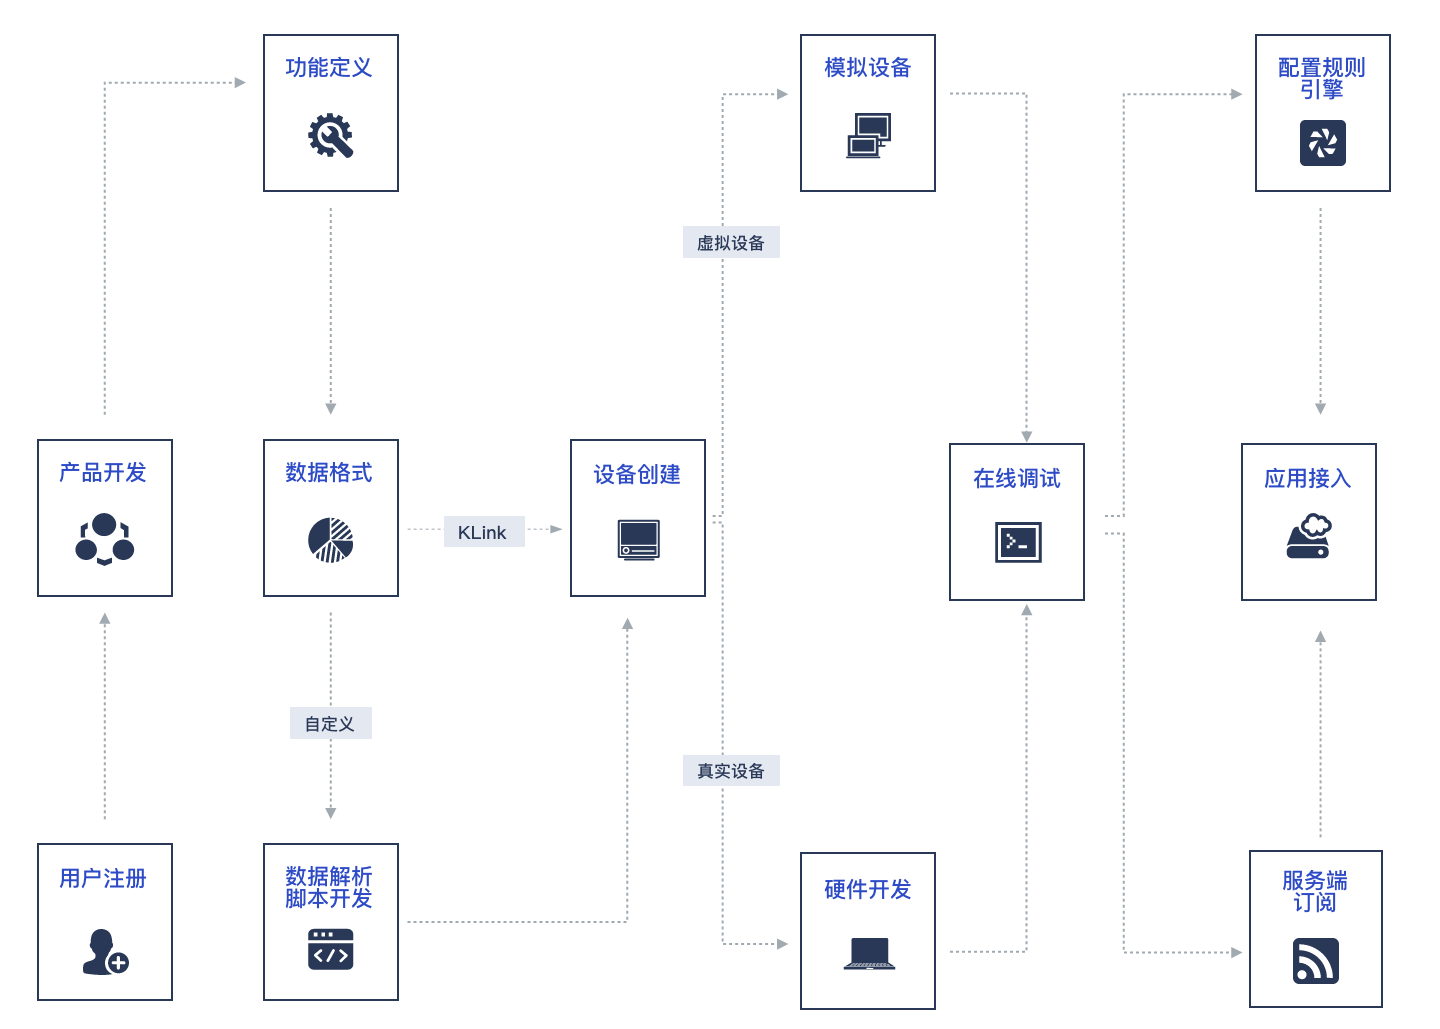 功能定义
模拟设备
配置规则
引擎
虚拟设备
产品开发
数据格式
KLink
设备创建
在线调试
应用接入
自定义
真实设备
用户注册
数据解析
脚本开发
硬件开发
服务端
订阅